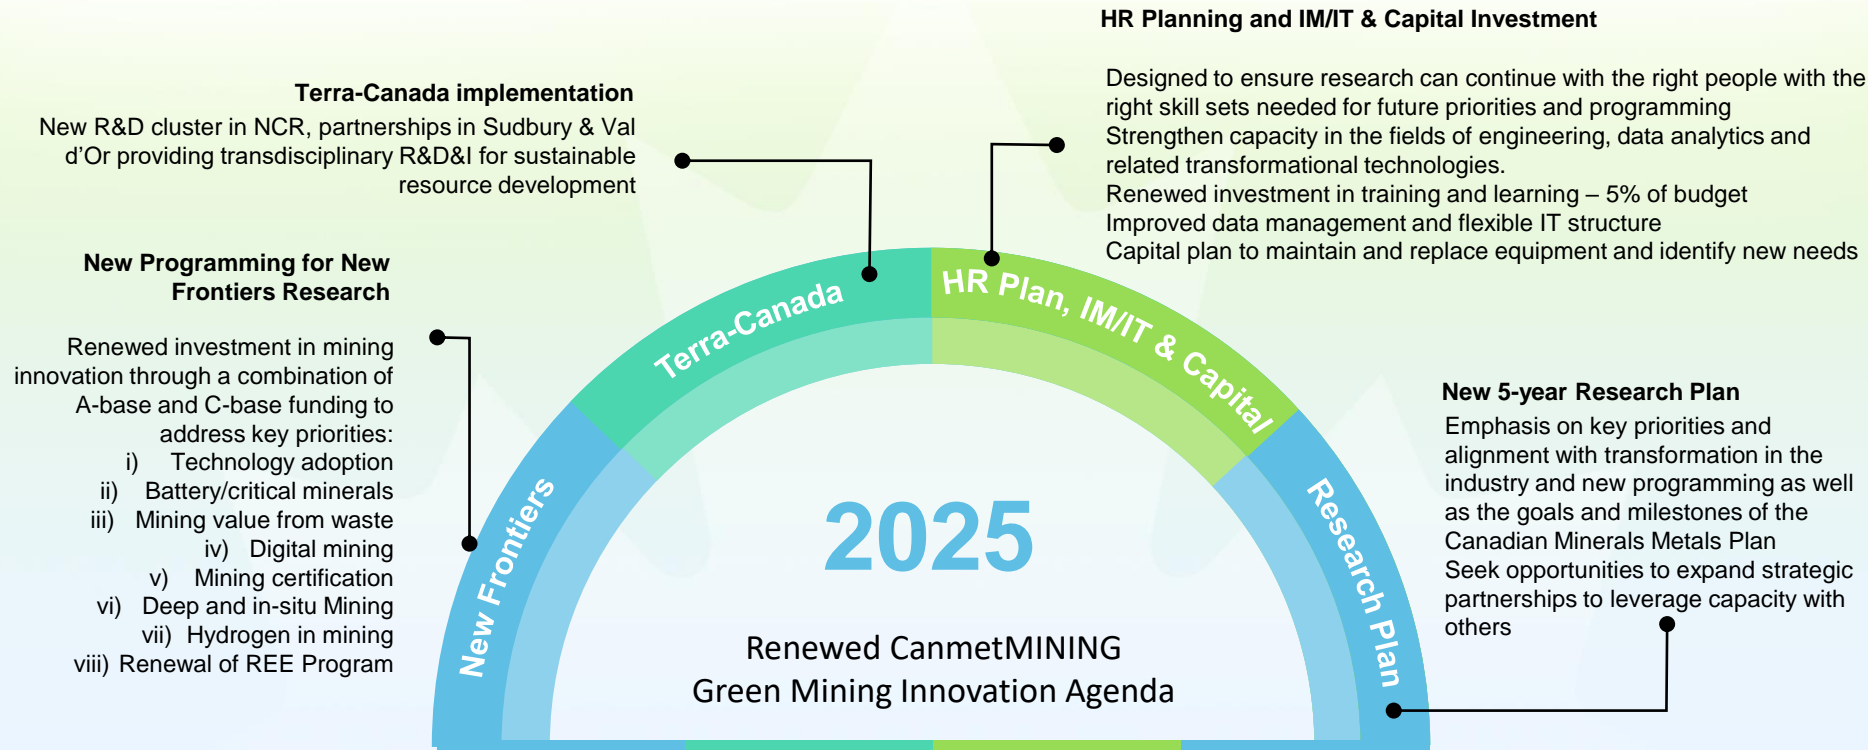 HR Planning and IM/IT & Capital Investment
Designed to ensure research can continue with the right people with the
right skill sets needed for future priorities and programming
Strengthen capacity in the fields of engineering, data analytics and
related transformational technologies.
Renewed investment in training and learning – 5% of budget
Improved data management and flexible IT structure
Capital plan to maintain and replace equipment and identify new needs
Terra-Canada implementation
New R&D cluster in NCR, partnerships in Sudbury & Val
d'Or providing transdisciplinary R&D&I for sustainable
resource development
New Programming for New
Frontiers Research
Renewed investment in mining
innovation through a combination of
A-base and C-base funding to
address key priorities:
i) Technology adoption
ii) Battery/critical minerals
iii) Mining value from waste
iv) Digital mining
v) Mining certification
vi) Deep and in-situ Mining
vii) Hydrogen in mining
viii) Renewal of REE Program
New Frontiers
Terra-Canada
HR Plan, IM/IT & Capital
Research Plan
2025
Renewed CanmetMINING
Green Mining Innovation Agenda
New 5-year Research Plan
Emphasis on key priorities and
alignment with transformation in the
industry and new programming as well
as the goals and milestones of the
Canadian Minerals Metals Plan
Seek opportunities to expand strategic
partnerships to leverage capacity with
others